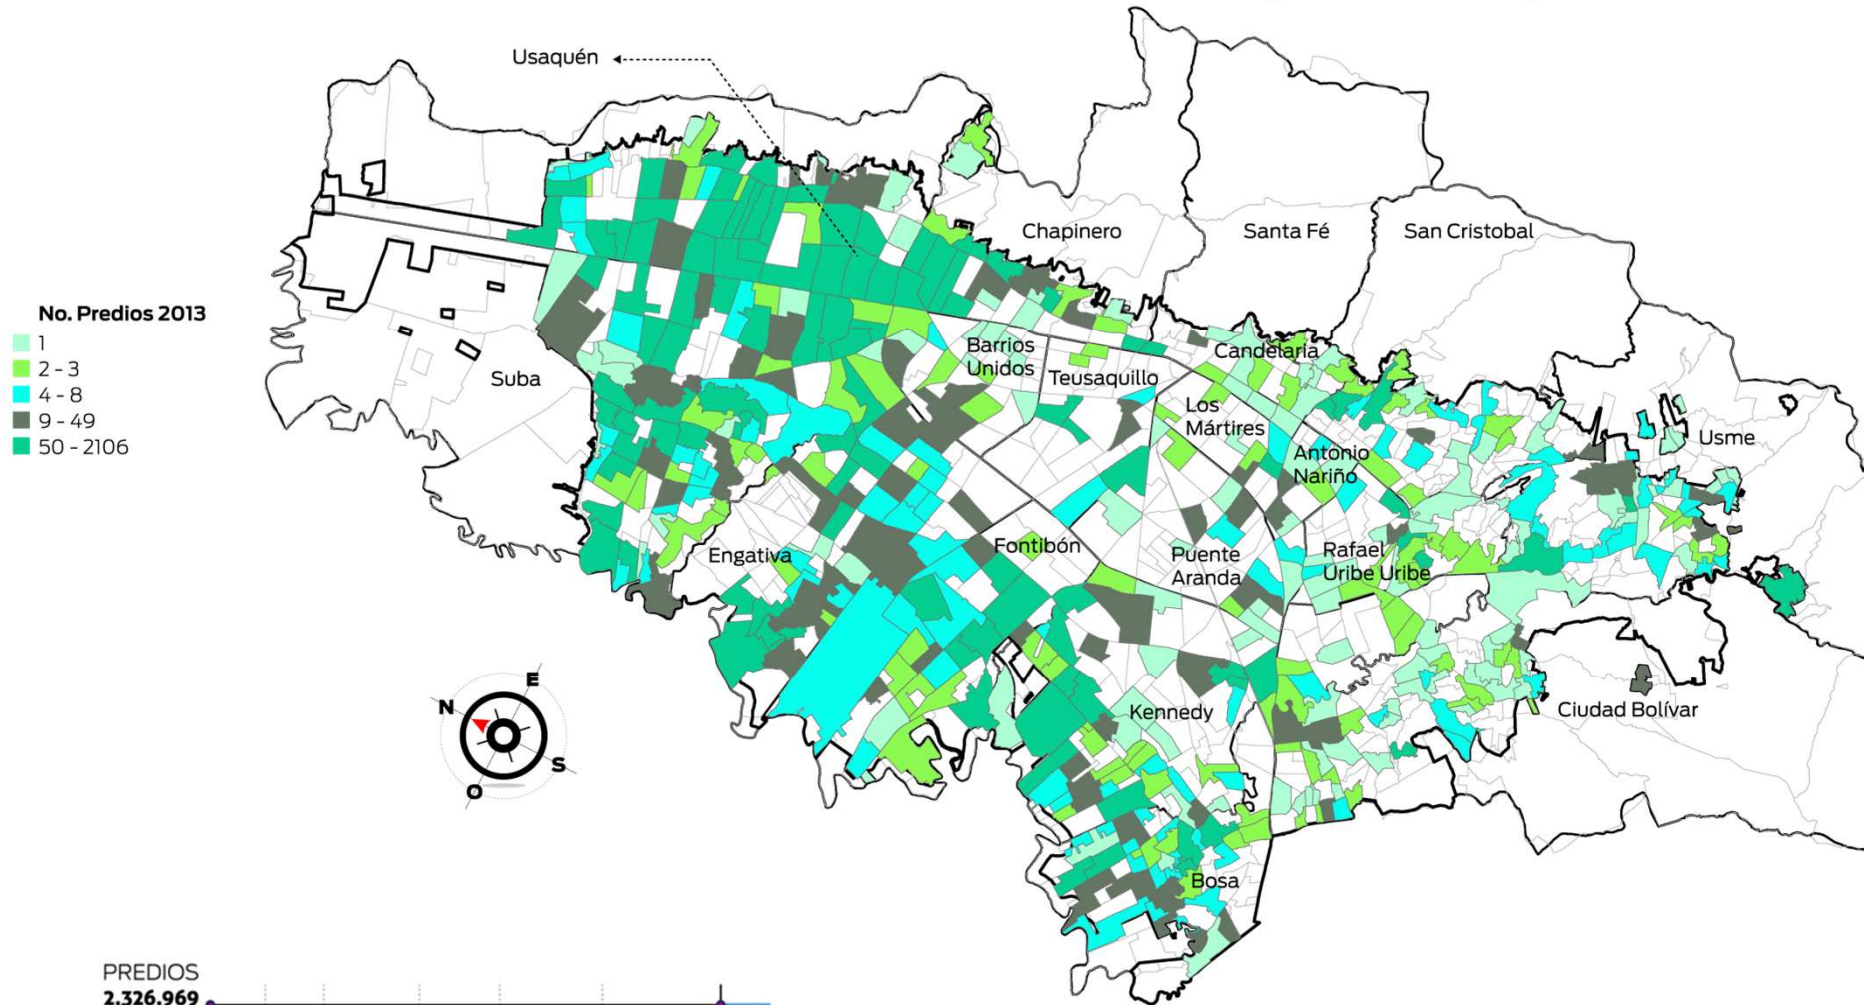 Usaquén
Chapinero
Santa Fé
San Cristobal
No. Predios 2013
1
2 - 3
4 - 8
9 - 49
50 - 2106
Suba
Barrios
Unidos
Teusaquillo
Candelaria
Los
Mártires
Antonio
Nariño
Usme
Engativa
Fontibón
Puente
Aranda
Rafael
Uribe Uribe
N
E
S
O
Kennedy
Ciudad Bolívar
Bosa
PREDIOS
2.326.969